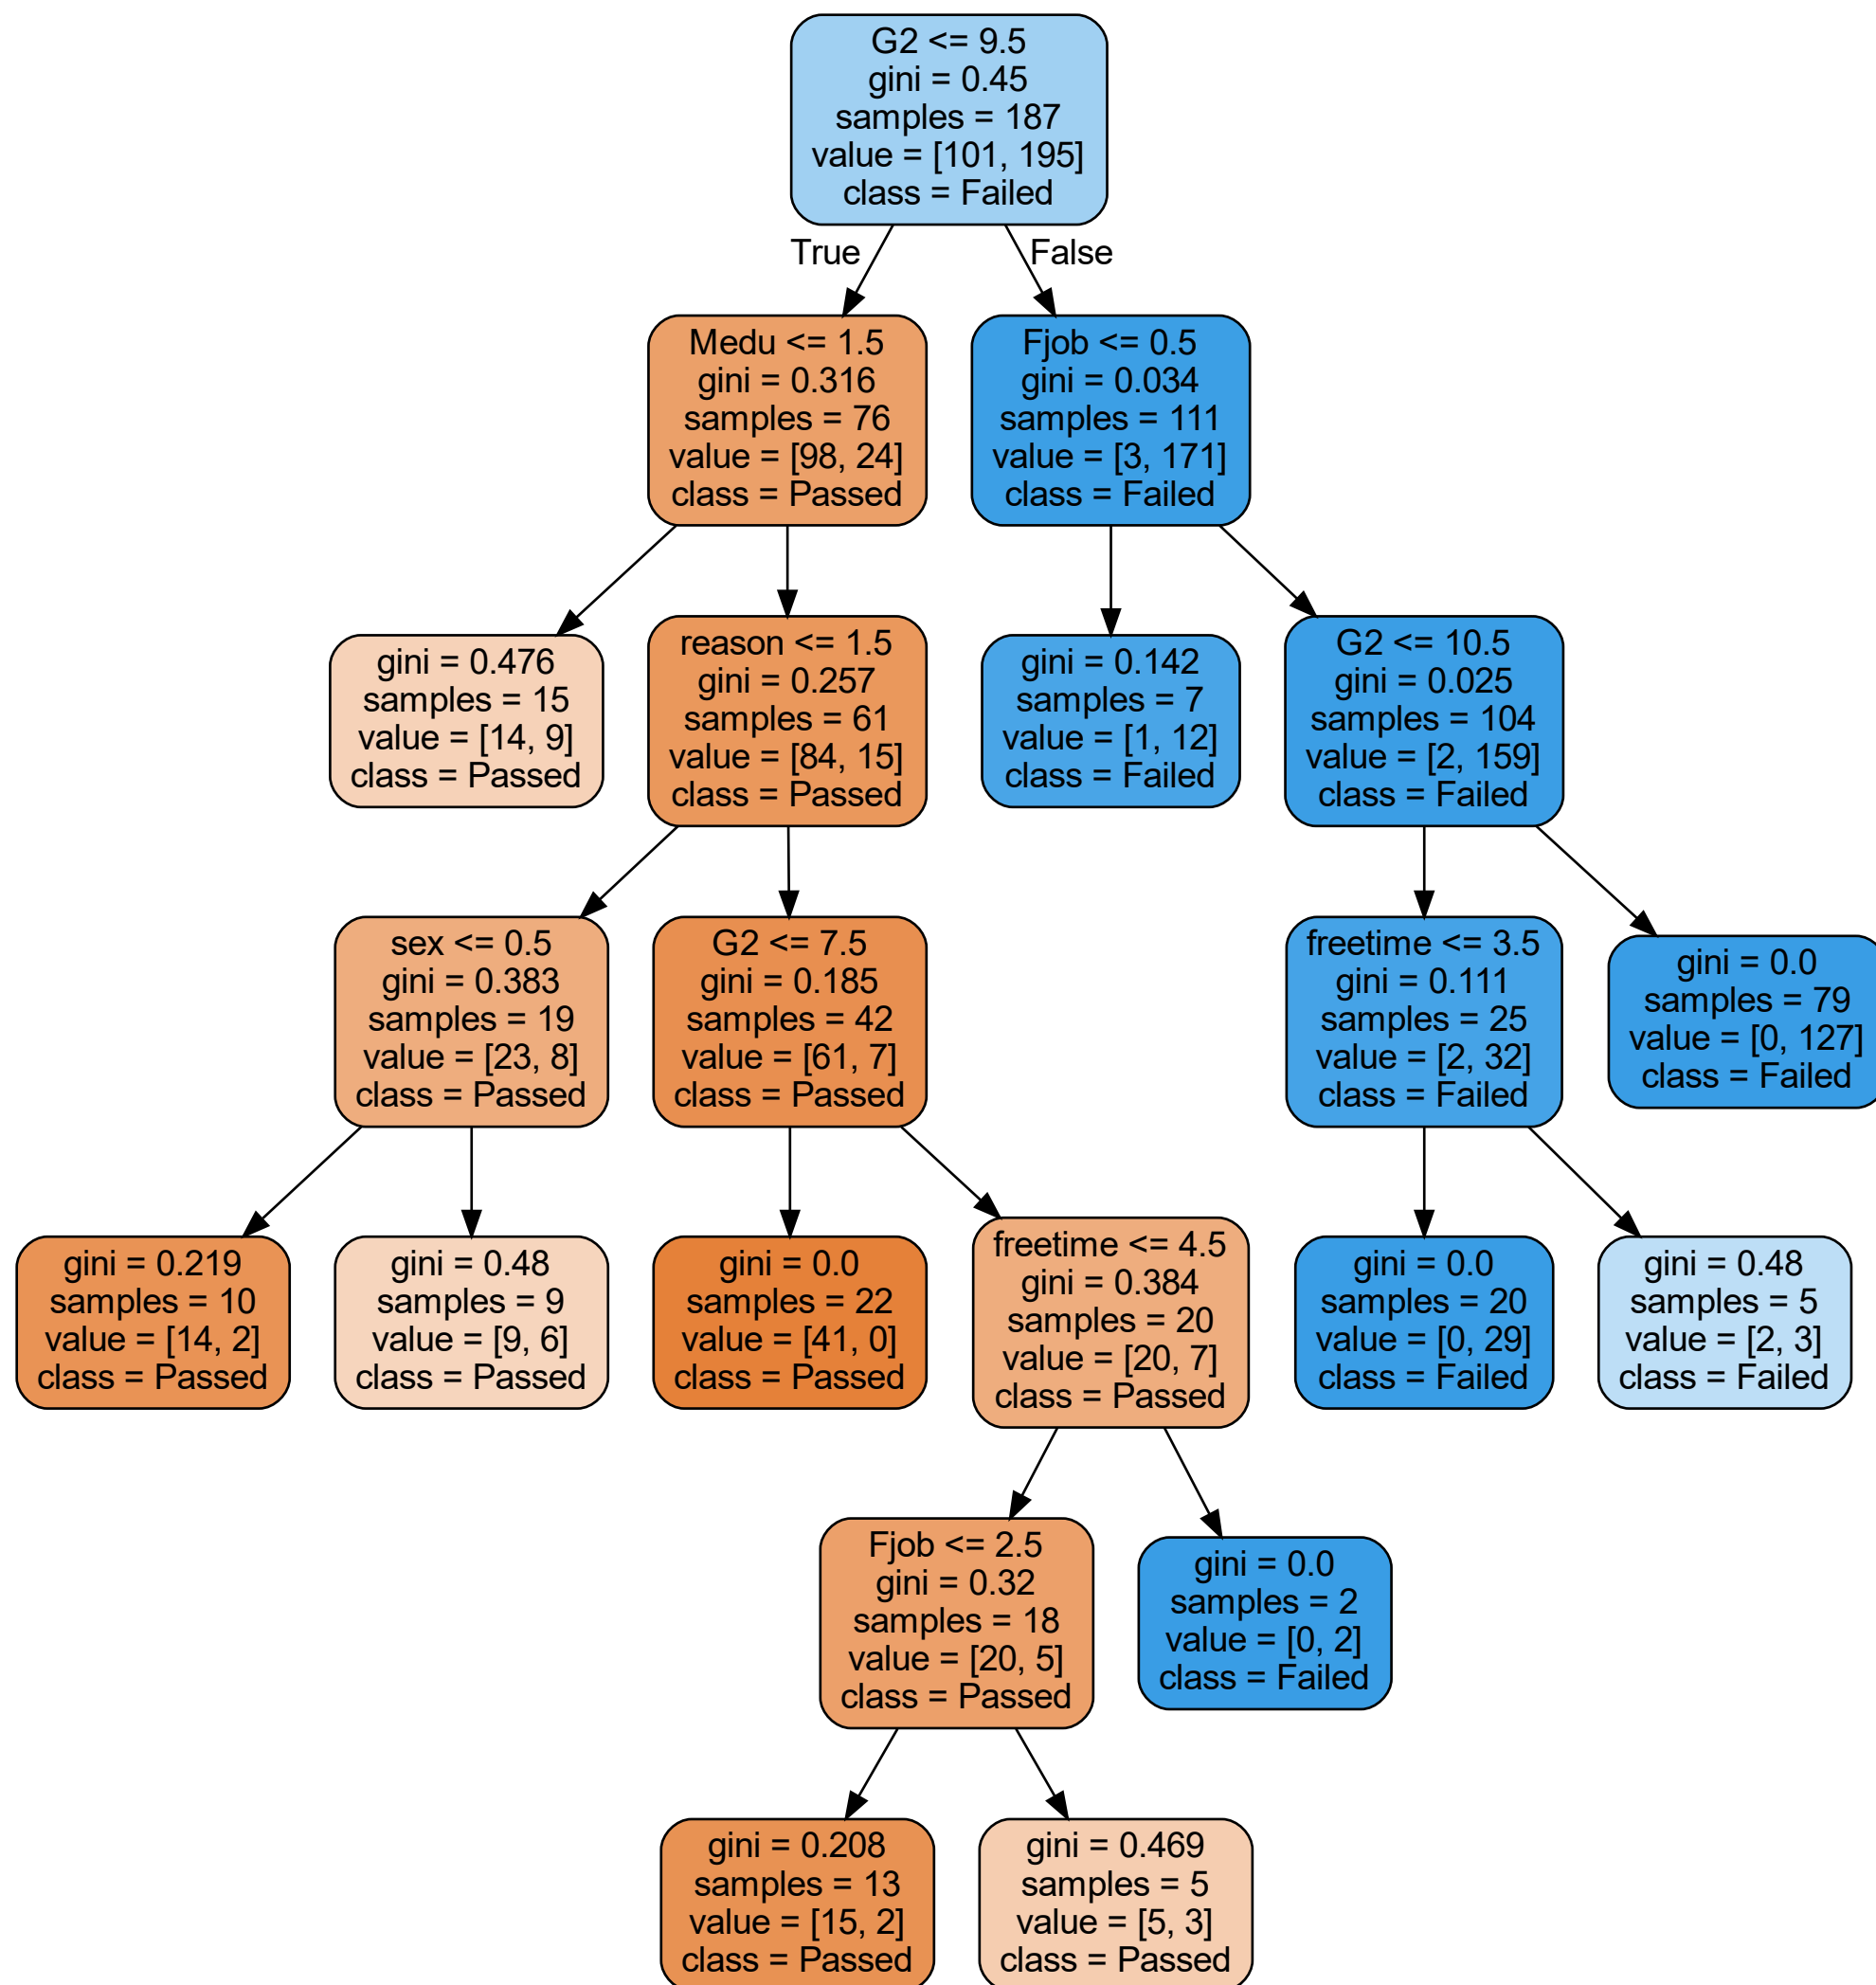 G2 <= 9.5
gini = 0.45
samples = 187
value = [101, 195]
class = Failed
True
False
Medu <= 1.5
gini = 0.316
samples = 76
value = [98, 24]
class = Passed
Fjob <= 0.5
gini = 0.034
samples = 111
value = [3, 171]
class = Failed
gini = 0.476
samples = 15
value = [14, 9]
class = Passed
reason <= 1.5
gini = 0.257
samples = 61
value = [84, 15]
class = Passed
gini = 0.142
samples = 7
value = [1, 12]
class = Failed
G2 <= 10.5
gini = 0.025
samples = 104
value = [2, 159]
class = Failed
sex <= 0.5
gini = 0.383
samples = 19
value = [23, 8]
class = Passed
G2 <= 7.5
gini = 0.185
samples = 42
value = [61, 7]
class = Passed
freetime <= 3.5
gini = 0.111
samples = 25
value = [2, 32]
class = Failed
gini = 0.0
samples = 79
value = [0, 127]
class = Failed
gini = 0.219
samples = 10
value = [14, 2]
class = Passed
gini = 0.48
samples = 9
value = [9, 6]
class = Passed
gini = 0.0
samples = 22
value = [41, 0]
class = Passed
freetime <= 4.5
gini = 0.384
samples = 20
value = [20, 7]
class = Passed
gini = 0.0
samples = 20
value = [0, 29]
class = Failed
gini = 0.48
samples = 5
value = [2, 3]
class = Failed
Fjob <= 2.5
gini = 0.32
samples = 18
value = [20, 5]
class = Passed
gini = 0.0
samples = 2
value = [0, 2]
class = Failed
gini = 0.208
samples = 13
value = [15, 2]
class = Passed
gini = 0.469
samples = 5
value = [5, 3]
class = Passed